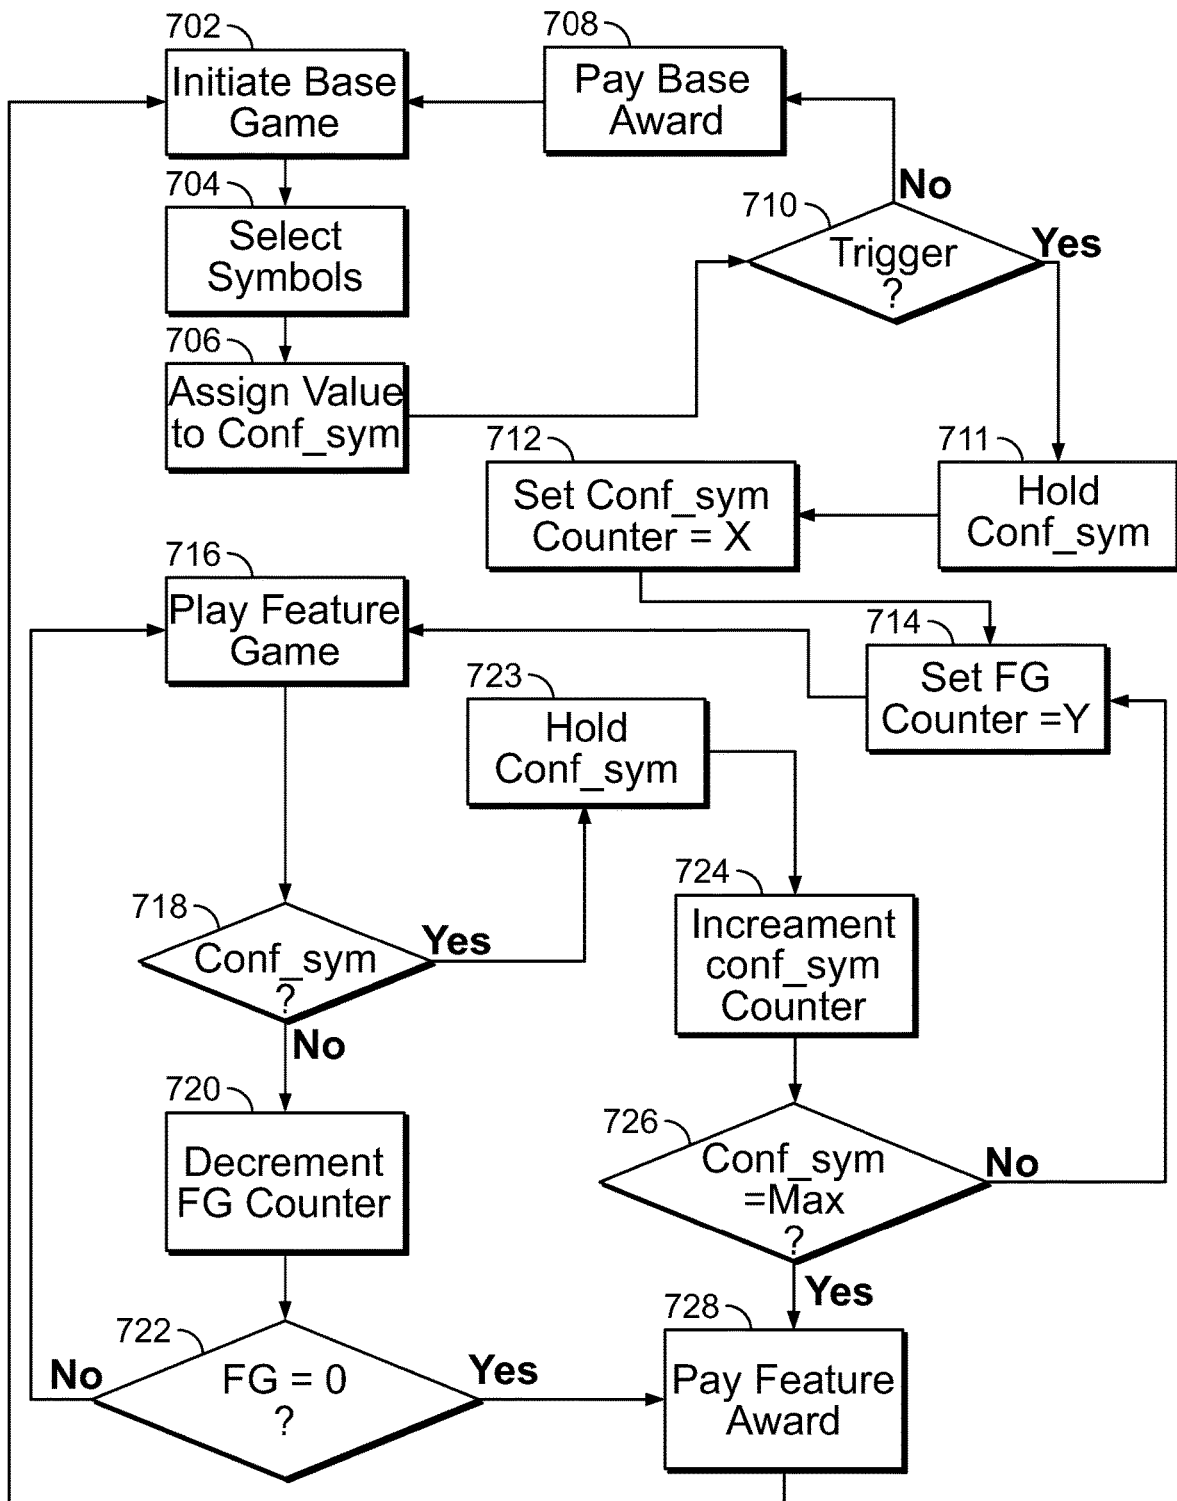 702
Initiate Base
Game
708
Pay Base
Award
704
Select
Symbols
710
Trigger
?
No
Yes
706
Assign Value
to Conf_sym
712
Set Conf_sym
Counter = X
711
Hold
Conf_sym
716
Play Feature
Game
714
Set FG
Counter =Y
723
Hold
Conf_sym
718
Conf_sym
?
Yes
No
724
Increament
conf_sym
Counter
720
Decrement
FG Counter
726
Conf_sym
=Max
?
No
Yes
722
FG = 0
?
No
Yes
728
Pay Feature
Award